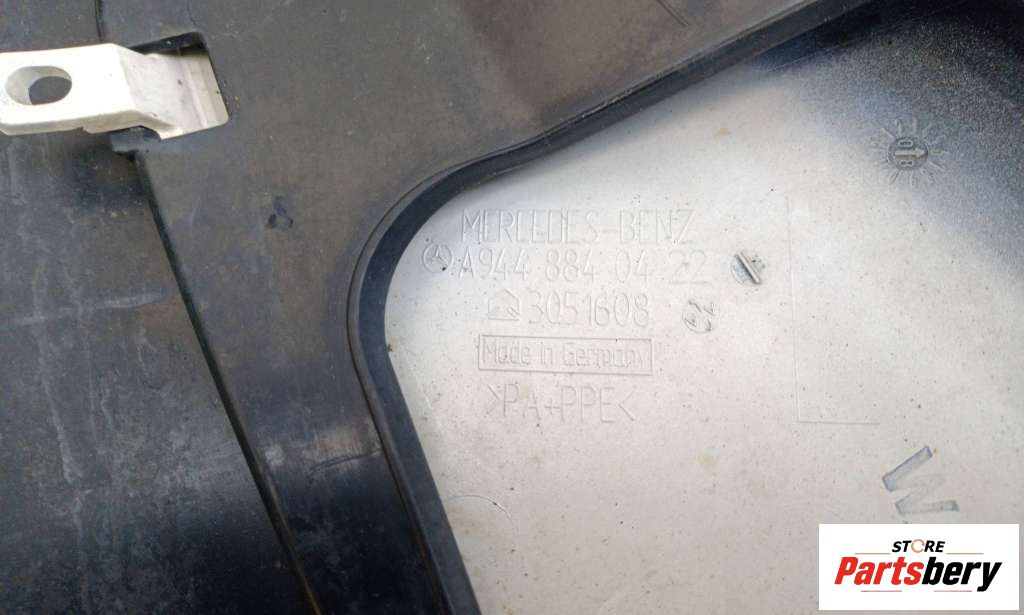 MERCEDES-BENZ
A944 884 04 22
3051608
Made in Germany
>PA+PPE<
W
STORE
Partsbery